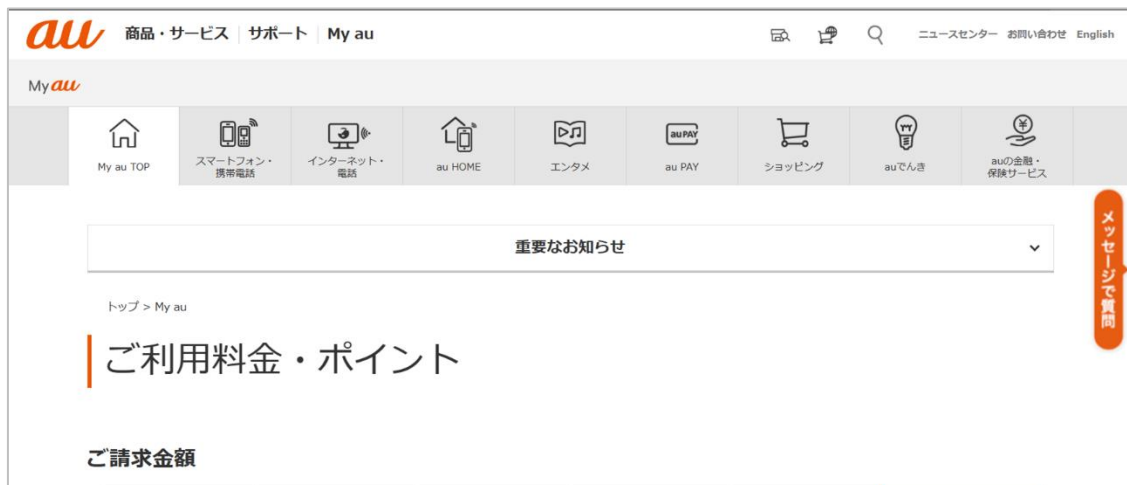 au 商品・サービス サポート My au ニュースセンター お問い合わせ English
My au
My au TOP
スマートフォン・
携帯電話
インターネット・
電話
au HOME
エンタメ
au PAY
au PAY
ショッピング
auでんき
auの金融・
保険サービス
メッセージで質問
重要なお知らせ
トップ > My au
ご利用料金・ポイント
ご請求金額